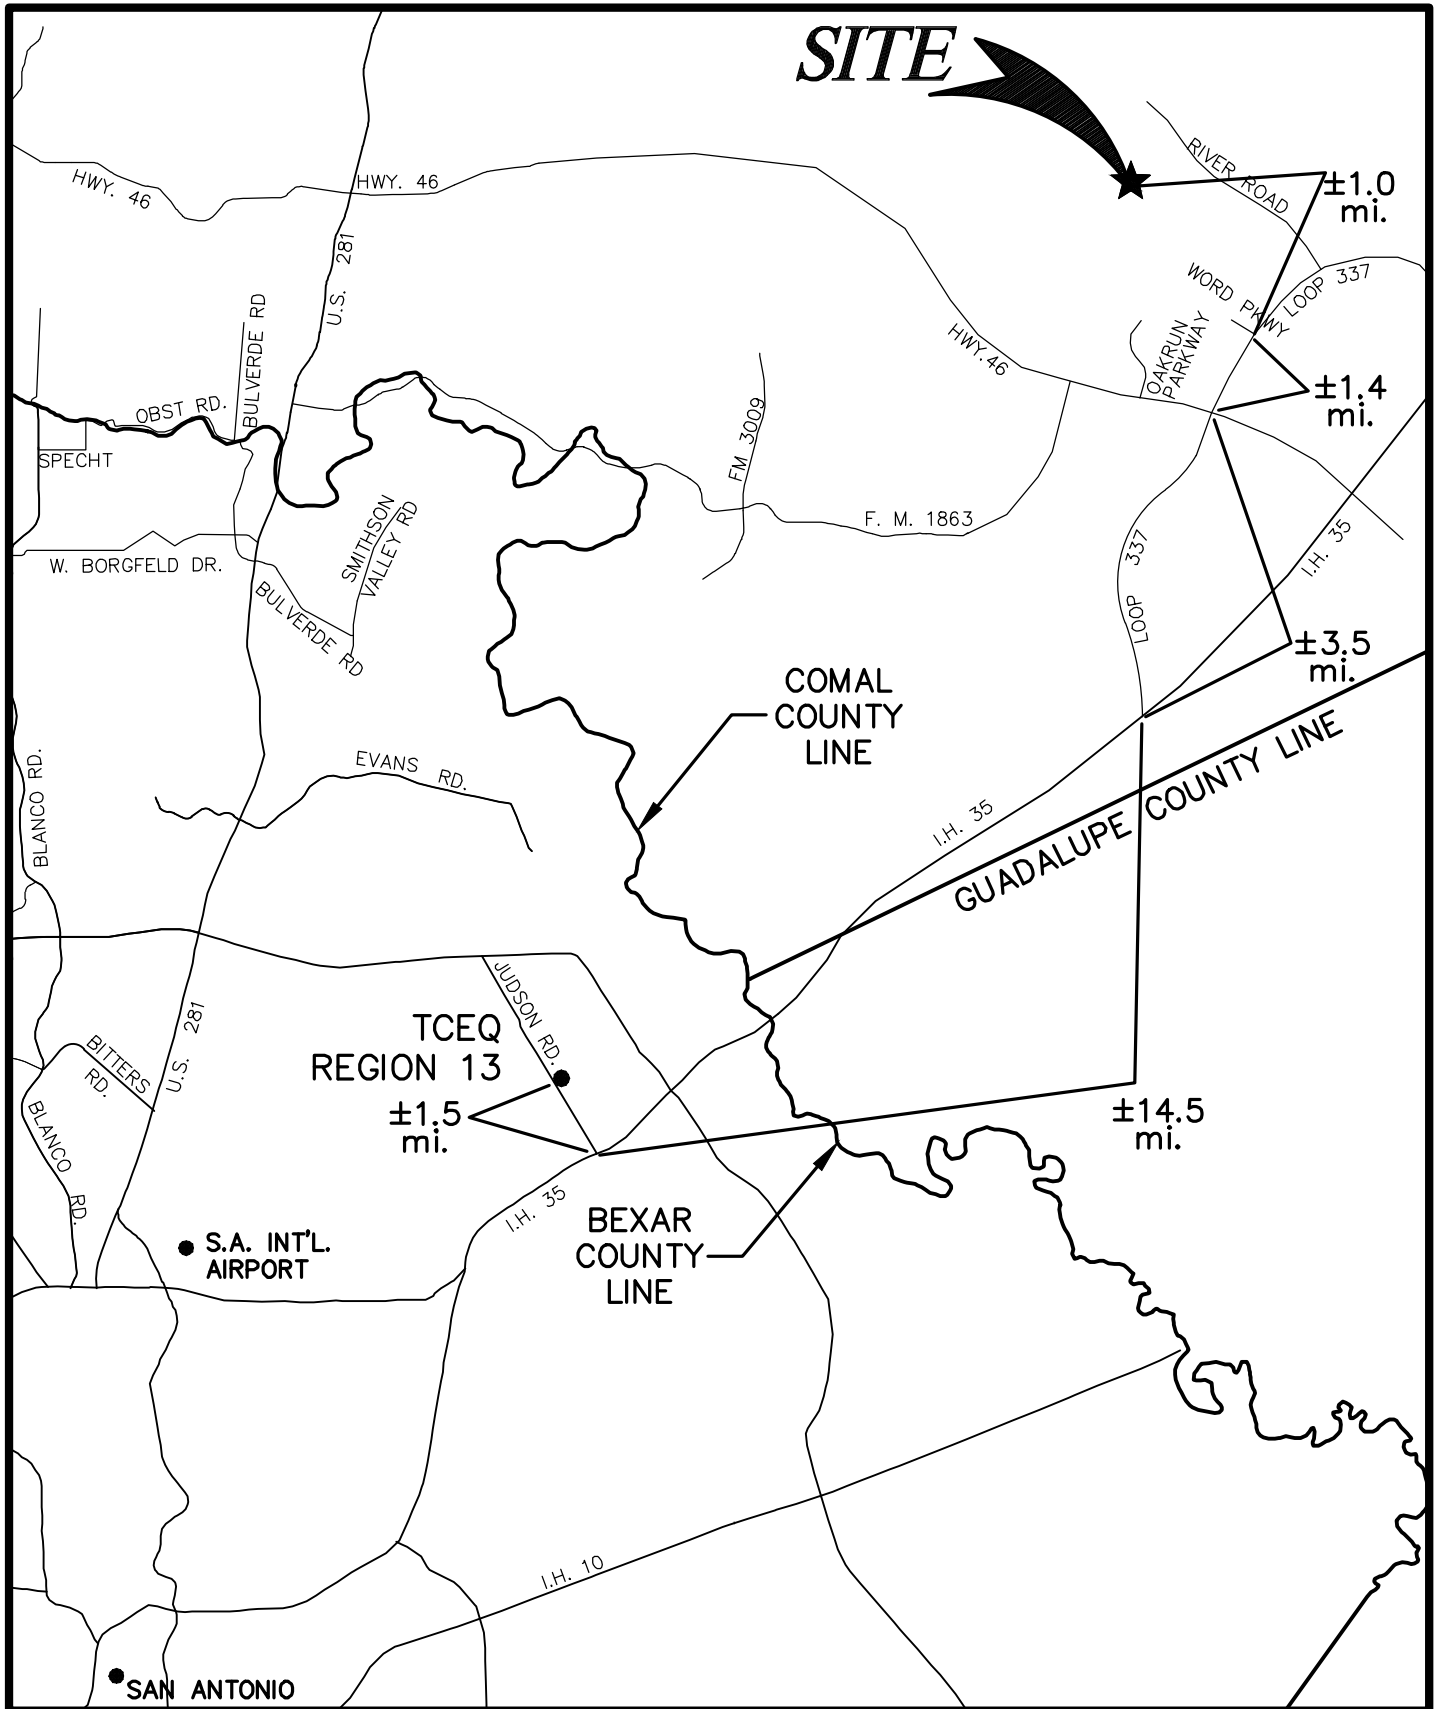 SITE
RIVER ROAD
±1.0
mi.
HWY. 46
HWY. 46
U.S. 281
BULVERDE RD
WORD PKWY
LOOP 337
OAKRUN
PARKWAY
HWY.46
±1.4
mi.
OBST RD.
SPECHT
FM 3009
F. M. 1863
SMITHSON
VALLEY RD
W. BORGFELD DR.
BULVERDE RD
LOOP 337
I.H. 35
±3.5
mi.
COMAL
COUNTY
LINE
GUADALUPE COUNTY LINE
EVANS RD.
BLANCO RD.
I.H. 35
JUDSON RD.
TCEQ
REGION 13
±1.5
mi.
U.S. 281
BITTERS
RD.
BLANCO RD.
±14.5
mi.
I.H. 35
BEXAR
COUNTY
LINE
S.A. INT'L.
AIRPORT
I.H. 10
SAN ANTONIO